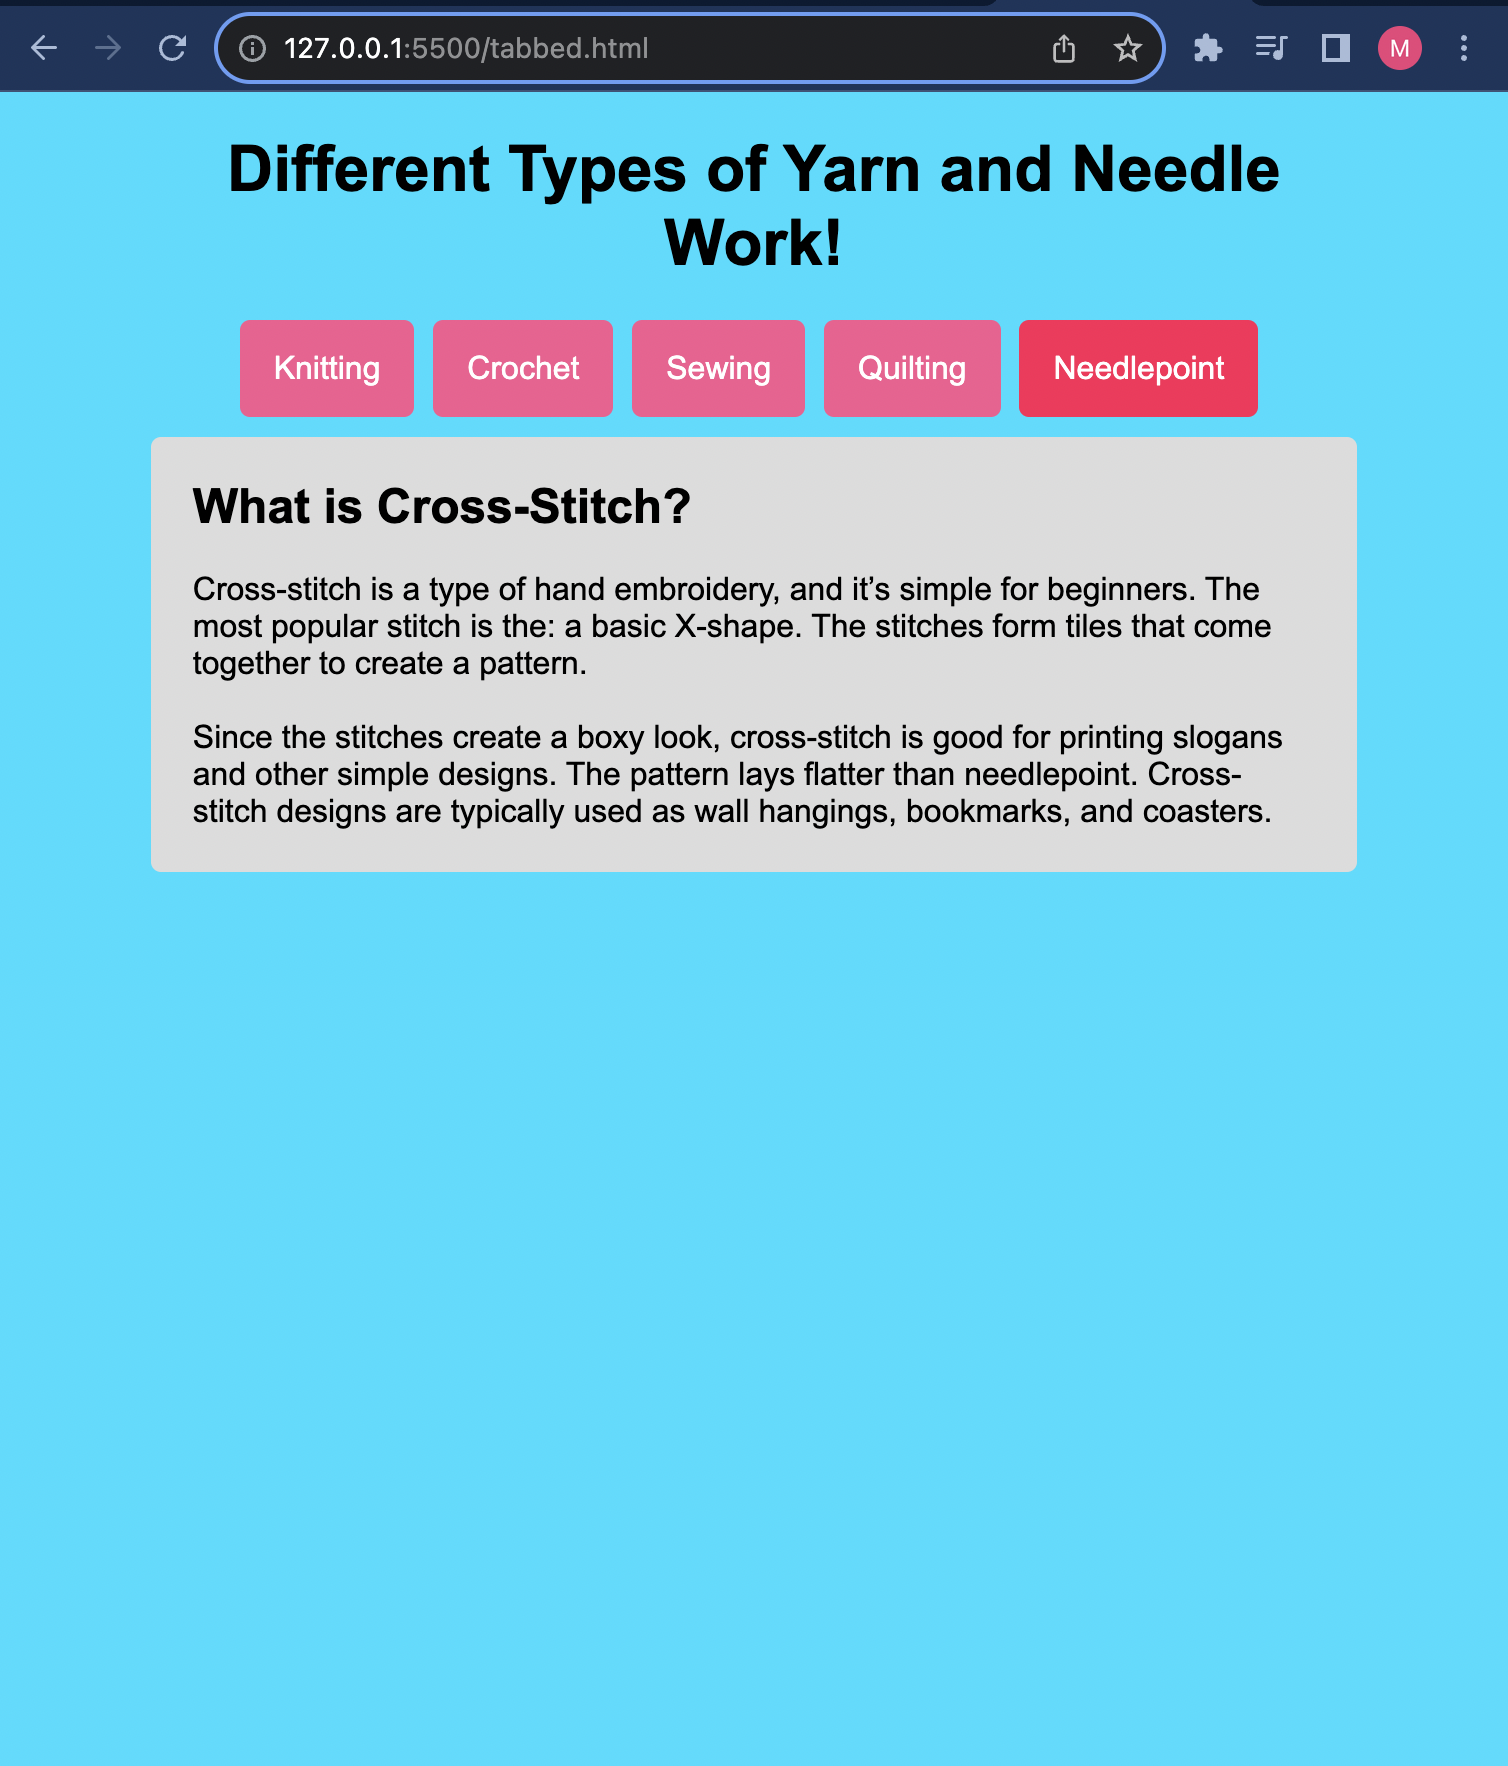 127.0.0.1:5500/tabbed.html
M
Different Types of Yarn and Needle
Work!
Knitting Crochet Sewing Quilting Needlepoint
What is Cross-Stitch?
Cross-stitch is a type of hand embroidery, and it’s simple for beginners. The
most popular stitch is the: a basic X-shape. The stitches form tiles that come
together to create a pattern.
Since the stitches create a boxy look, cross-stitch is good for printing slogans
and other simple designs. The pattern lays flatter than needlepoint. Cross-
stitch designs are typically used as wall hangings, bookmarks, and coasters.